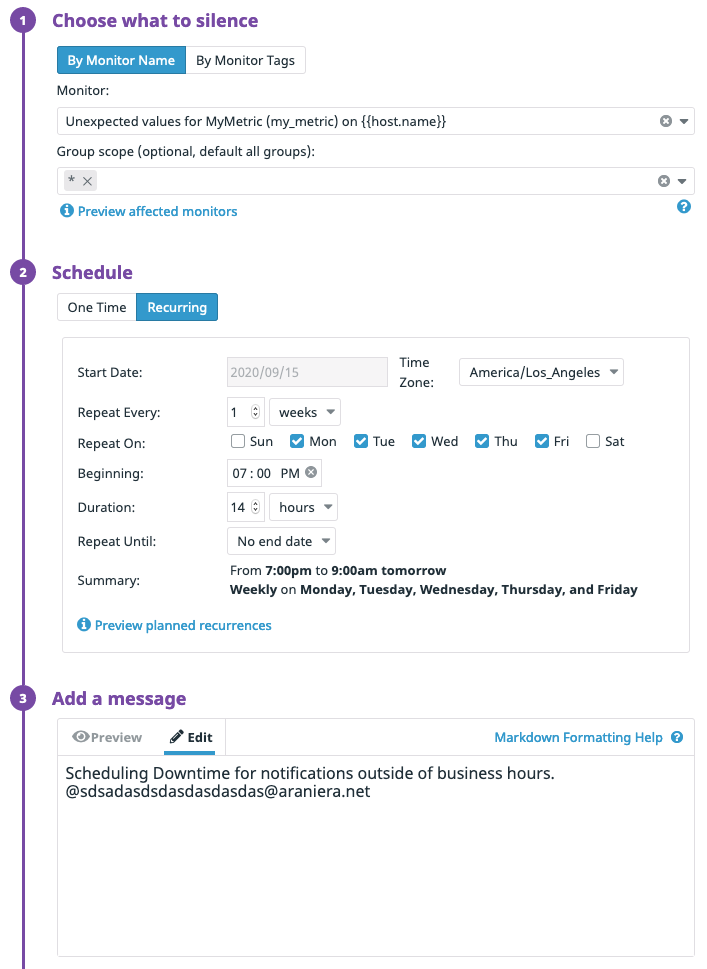 1 Choose what to silence
By Monitor Name By Monitor Tags
Monitor:
Unexpected values for MyMetric (my_metric) on {{host.name}}
Group scope (optional, default all groups):
*
Preview affected monitors
2 Schedule
One Time Recurring
Start Date: 2020/09/15 Time Zone: America/Los_Angeles
Repeat Every: 1 weeks
Repeat On: Sun Mon Tue Wed Thu Fri Sat
Beginning: 07 : 00 PM
Duration: 14 hours
Repeat Until: No end date
Summary: From 7:00pm to 9:00am tomorrow
Weekly on Monday, Tuesday, Wednesday, Thursday, and Friday
Preview planned recurrences
3 Add a message
Preview Edit Markdown Formatting Help
Scheduling Downtime for notifications outside of business hours.
@sdsadasdsdasdasdasdas@araniera.net